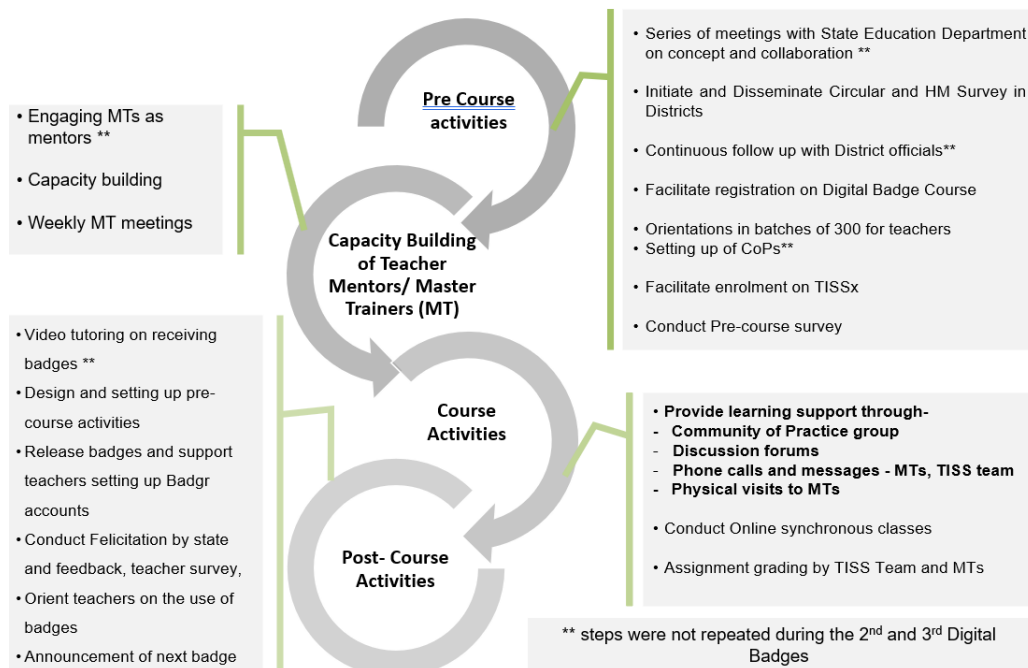 Pre Course
activities
• Series of meetings with State Education Department
on concept and collaboration **
• Initiate and Disseminate Circular and HM Survey in
Districts
• Continuous follow up with District officials**
• Facilitate registration on Digital Badge Course
• Orientations in batches of 300 for teachers
• Setting up of CoPs**
• Facilitate enrolment on TISSx
• Conduct Pre-course survey
• Engaging MTs as
mentors **
• Capacity building
• Weekly MT meetings
Capacity Building
of Teacher
Mentors/ Master
Trainers (MT)
Course
Activities
• Provide learning support through-
- Community of Practice group
- Discussion forums
- Phone calls and messages - MTs, TISS team
- Physical visits to MTs
• Conduct Online synchronous classes
• Assignment grading by TISS Team and MTs
• Video tutoring on receiving
badges **
• Design and setting up pre-
course activities
• Release badges and support
teachers setting up Badgr
accounts
• Conduct Felicitation by state
and feedback, teacher survey,
• Orient teachers on the use of
badges
• Announcement of next badge
Post- Course
Activities
** steps were not repeated during the 2nd and 3rd Digital
Badges